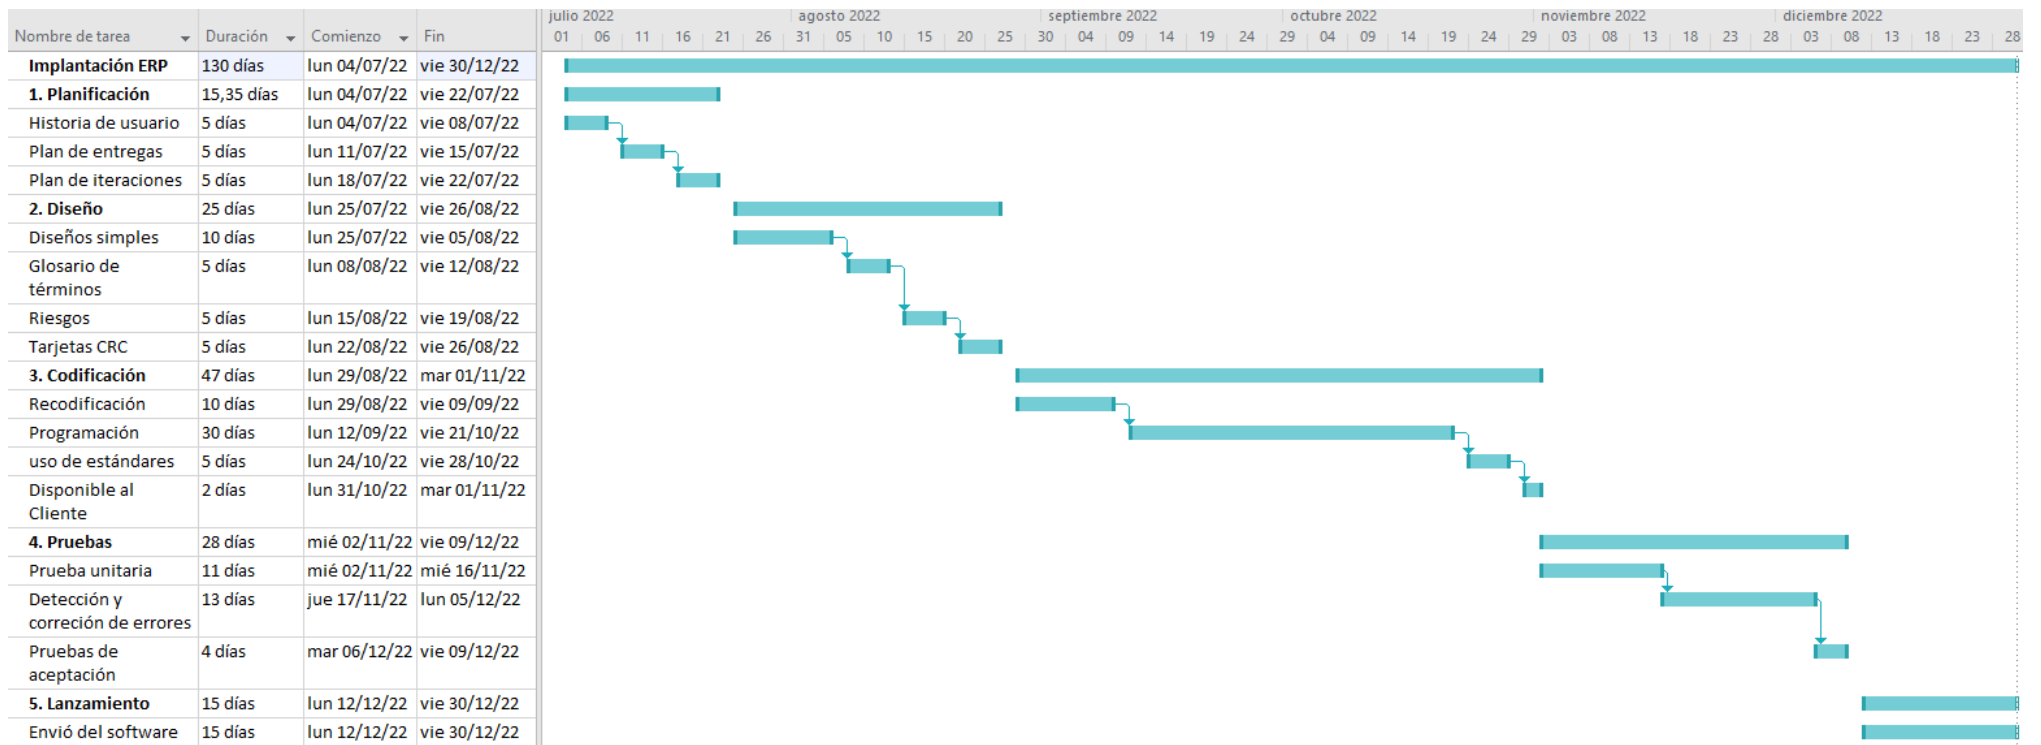 julio 2022 agosto 2022 septiembre 2022 octubre 2022 noviembre 2022 diciembre 2022
Nombre de tarea Duración Comienzo Fin 01 06 11 16 21 26 31 05 10 15 20 25 30 04 09 14 19 24 29 04 09 14 19 24 29 03 08 13 18 23 28 03 08 13 18 23 28
Implantación ERP 130 días lun 04/07/22 vie 30/12/22
1. Planificación 15,35 días lun 04/07/22 vie 22/07/22
Historia de usuario 5 días lun 04/07/22 vie 08/07/22
Plan de entregas 5 días lun 11/07/22 vie 15/07/22
Plan de iteraciones 5 días lun 18/07/22 vie 22/07/22
2. Diseño 25 días lun 25/07/22 vie 26/08/22
Diseños simples 10 días lun 25/07/22 vie 05/08/22
Glosario de 5 días lun 08/08/22 vie 12/08/22
términos
Riesgos 5 días lun 15/08/22 vie 19/08/22
Tarjetas CRC 5 días lun 22/08/22 vie 26/08/22
3. Codificación 47 días lun 29/08/22 mar 01/11/22
Recodificación 10 días lun 29/08/22 vie 09/09/22
Programación 30 días lun 12/09/22 vie 21/10/22
uso de estándares 5 días lun 24/10/22 vie 28/10/22
Disponible al 2 días lun 31/10/22 mar 01/11/22
Cliente
4. Pruebas 28 días mié 02/11/22 vie 09/12/22
Prueba unitaria 11 días mié 02/11/22 mié 16/11/22
Detección y 13 días jue 17/11/22 lun 05/12/22
correción de errores
Pruebas de 4 días mar 06/12/22 vie 09/12/22
aceptación
5. Lanzamiento 15 días lun 12/12/22 vie 30/12/22
Envió del software 15 días lun 12/12/22 vie 30/12/22